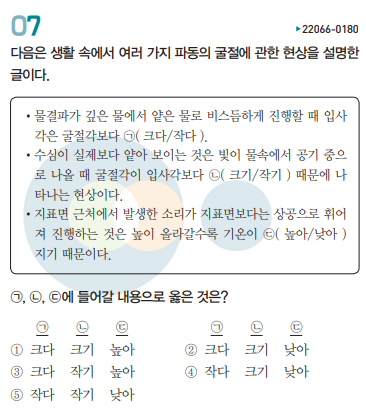 07
▶22066-0180
다음은 생활 속에서 여러 가지 파동의 굴절에 관한 현상을 설명한
글이다.
• 물결파가 깊은 물에서 얕은 물로 비스듬하게 진행할 때 입사
각은 굴절각보다 ㉠( 크다/작다 ).
• 수심이 실제보다 얕아 보이는 것은 빛이 물속에서 공기 중으
로 나올 때 굴절각이 입사각보다 ㉡( 크기/작기 ) 때문에 나
타나는 현상이다.
• 지표면 근처에서 발생한 소리가 지표면보다는 상공으로 휘어
져 진행하는 것은 높이 올라갈수록 기온이 ㉢( 높아/낮아 )
지기 때문이다.
㉠, ㉡, ㉢에 들어갈 내용으로 옳은 것은?
㉠ ㉡ ㉢ ㉠ ㉡ ㉢
① 크다 크기 높아 ② 크다 크기 낮아
③ 크다 작기 높아 ④ 작다 크기 낮아
⑤ 작다 작기 낮아